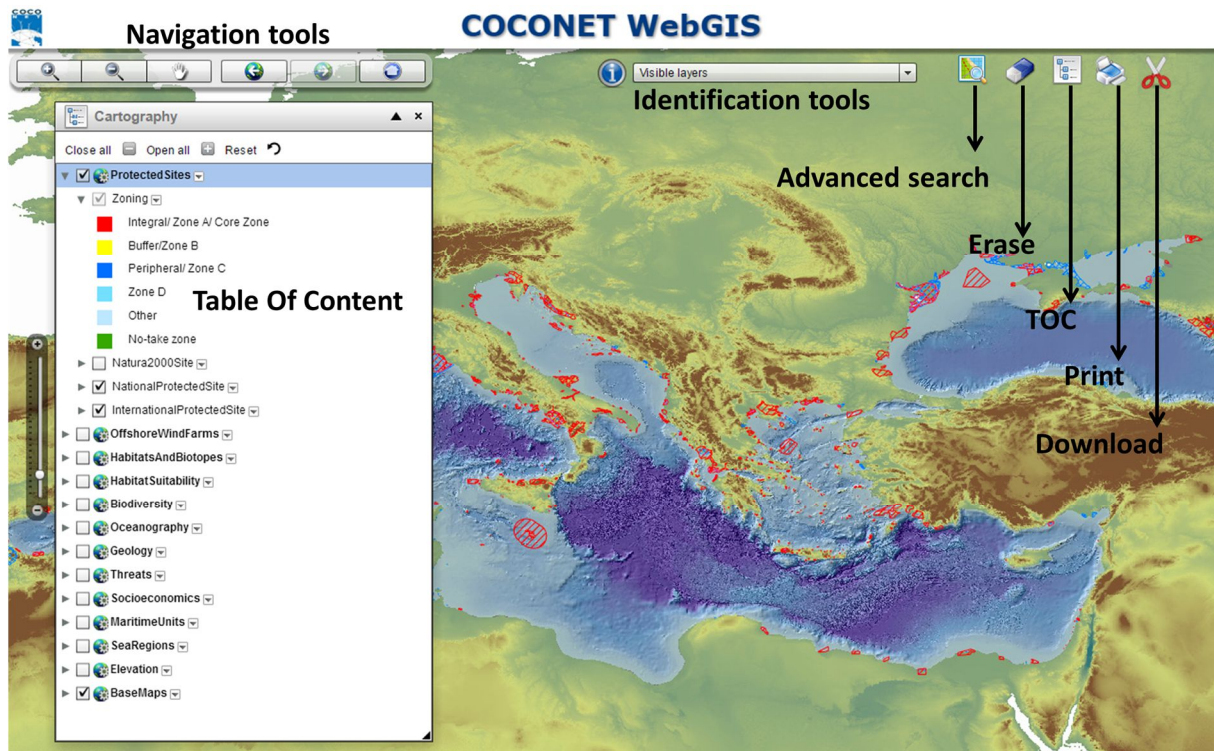 COCO
Navigation tools
COCONET WebGIS
Visible layers
Identification tools
Advanced search
Erase
TOC
Print
Download
Cartography
Close all Open all Reset
ProtectedSites
Zoning
Integral/ Zone A/ Core Zone
Buffer/Zone B
Peripheral/ Zone C
Zone D
Other
No-take zone
Table Of Content
Natura2000Site
NationalProtectedSite
InternationalProtectedSite
OffshoreWindFarms
HabitatsAndBiotopes
HabitatSuitability
Biodiversity
Oceanography
Geology
Threats
Socioeconomics
MaritimeUnits
SeaRegions
Elevation
BaseMaps